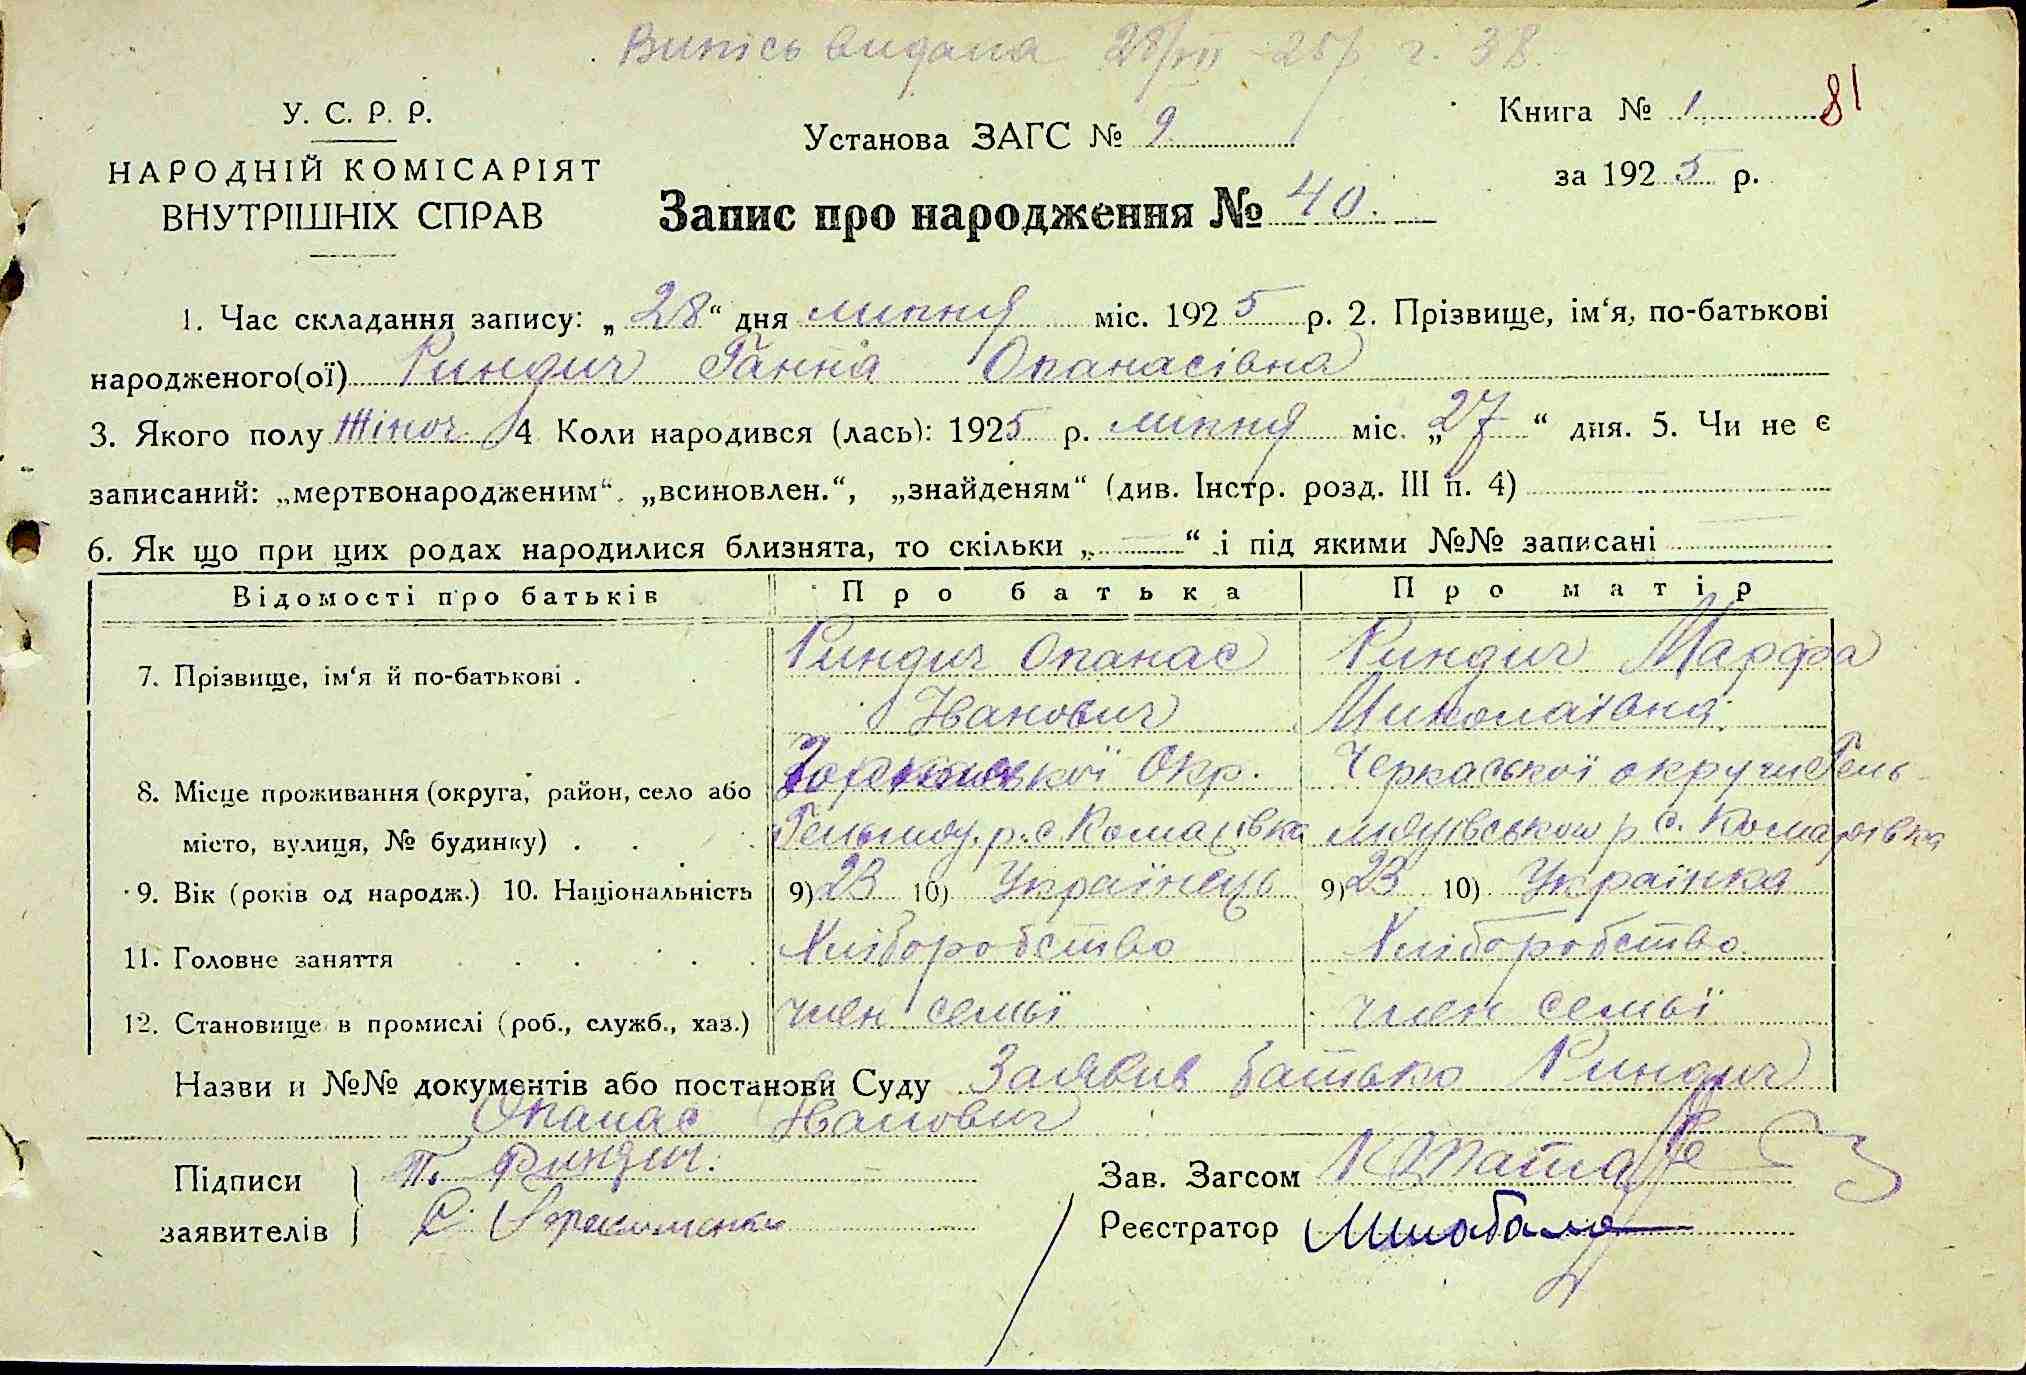 Випісь видана 28/VII-25р г. 38.
У. С. Р. Р.
НАРОДНІЙ КОМІСАРІЯТ
ВНУТРІШНІХ СПРАВ
Установа ЗАГС № 9
Книга № 1 81
за 1925 р.
Запис про народження № 40.
1. Час складання запису: „28“ дня липня міс. 1925 р. 2. Прізвище, ім‘я, по-батькові
народженого(ої) Риндич Ганна Опанасівна
3. Якого полу Жіноч. 4 Коли народився (лась): 1925 р. липня міс. „27“ дня. 5. Чи не є
записаний: „мертвонародженим“, „всиновлен.“, „знайденям“ (див. Інстр. розд. III п. 4)
6. Як що при цих родах народилися близнята, то скільки „—“ і під якими №№ записані
Відомості про батьків Про батька Про матір
7. Прізвище, ім‘я й по-батькові . Риндич Опанас Риндич Марфа
Иванович Миколаївна
8. Місце проживання (округа, район, село або Окр. Черкаської округи Гель
місто, вулиця, № будинку) . р. с. Комарівка с. Комарівка
9. Вік (років од народж.) 10. Національність 9) 23 10) Українець 9) 23 10) Українка
11. Головне заняття Хліборобство Хліборобство
12. Становище в промислі (роб., служб., хаз.) член семьї член семьї
Назви и №№ документів або постанови Суду Заявив батько Риндич
Опанас Иванович
Підписи Риндич. Зав. Загсом
заявителів Реєстратор